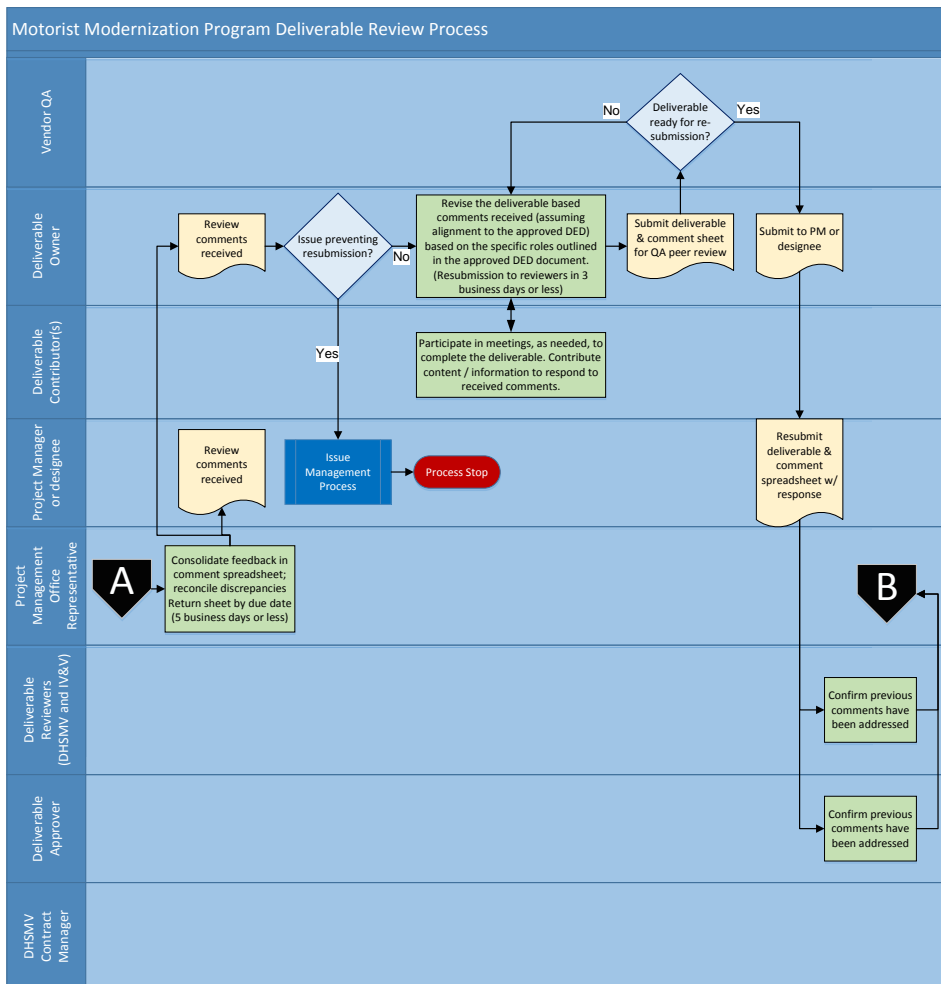 Motorist Modernization Program Deliverable Review Process
Vendor QA
No
Deliverable
ready for re-
submission?
Yes
Deliverable
Owner
Review
comments
received
Issue preventing
resubmission?
No
Revise the deliverable based
comments received (assuming
alignment to the approved DED)
based on the specific roles outlined
in the approved DED document.
(Resubmission to reviewers in 3
business days or less)
Submit deliverable
& comment sheet
for QA peer review
Submit to PM or
designee
Deliverable
Contributor(s)
Yes
Participate in meetings, as needed, to
complete the deliverable. Contribute
content / information to respond to
received comments.
Project Manager
or designee
Review
comments
received
Issue
Management
Process
Process Stop
Resubmit
deliverable &
comment
spreadsheet w/
response
Project
Management
Office
Representative
A
Consolidate feedback in
comment spreadsheet;
reconcile discrepancies
Return sheet by due date
(5 business days or less)
B
Deliverable
Reviewers
(DHSMV and IV&V)
Confirm previous
comments have
been addressed
Deliverable
Approver
Confirm previous
comments have
been addressed
DHSMV
Contract
Manager